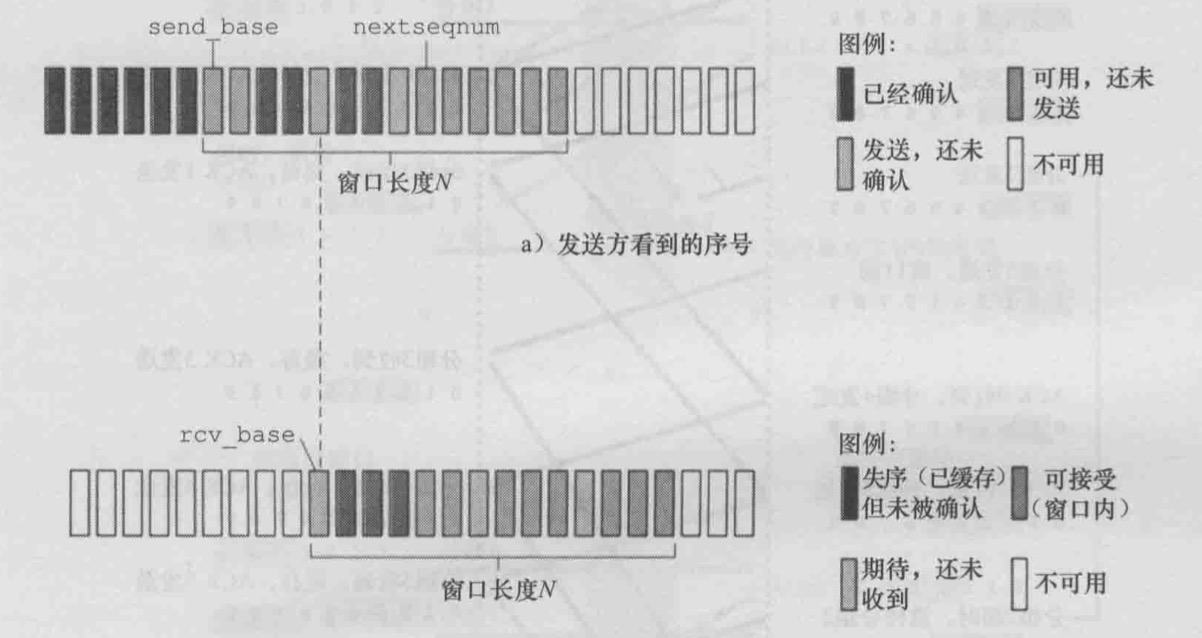 send_base
nextseqnum
图例:
已经确认
可用，还未
发送
发送，还未
确认
不可用
窗口长度N
a）发送方看到的序号
rcv_base
图例:
失序（已缓存）
但未被确认
可接受
（窗口内）
期待，还未
收到
不可用
窗口长度N